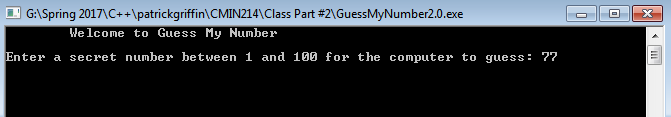 G:\Spring 2017\C++\patrickgriffin\CMIN214\Class Part #2\GuessMyNumber2.0.exe
Welcome to Guess My Number
Enter a secret number between 1 and 100 for the computer to guess: 77